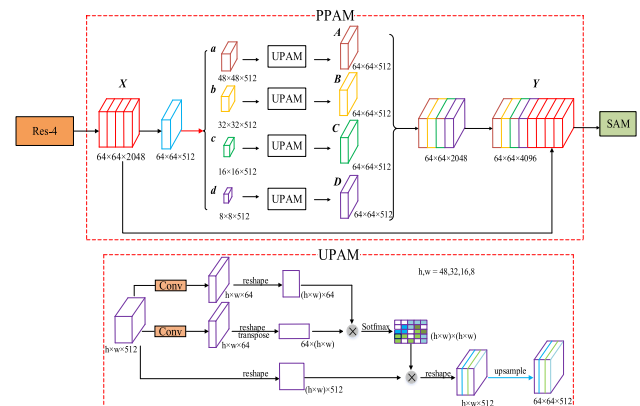 PPAM
Res-4
X
64×64×2048
64×64×512
a
48×48×512
UPAM
A
64×64×512
b
32×32×512
UPAM
B
64×64×512
c
16×16×512
UPAM
C
64×64×512
d
8×8×512
UPAM
D
64×64×512
64×64×2048
Y
64×64×4096
SAM
UPAM
h,w = 48,32,16,8
h×w×512
Conv
h×w×64
reshape
(h×w)×64
Conv
h×w×64
reshape
transpose
64×(h×w)
Sotfmax
(h×w)×(h×w)
reshape
(h×w)×512
reshape
h×w×512
upsample
64×64×512